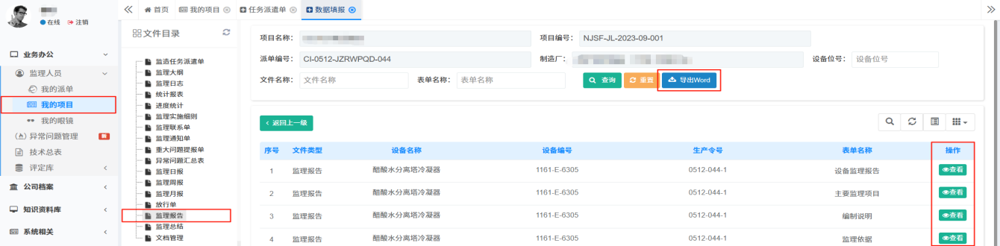 首页 我的项目 任务派遣单 数据填报
在线 注销
业务办公
监理人员
我的派单
我的项目
我的眼镜
异常问题管理
技术总表
评定库
公司档案
知识资料库
系统相关
文件目录
监造任务派遣单
监理大纲
监理日志
统计报表
进度统计
监理实施细则
监理联系单
监理通知单
重大问题提报单
异常问题汇总表
监理日报
监理周报
监理月报
放行单
监理报告
监理总结
文档管理
项目名称: 项目编号: NJSF-JL-2023-09-001
派单编号: CI-0512-JZRWPQD-044 制造厂: 设备位号: 设备位号
文件名称: 文件名称 表单名称: 表单名称 查询 重置 导出Word
返回上一级
序号 文件类型 设备名称 设备编号 生产令号 表单名称 操作
1 监理报告 醋酸水分离塔冷凝器 1161-E-6305 0512-044-1 设备监理报告 查看
2 监理报告 醋酸水分离塔冷凝器 1161-E-6305 0512-044-1 主要监理项目 查看
3 监理报告 醋酸水分离塔冷凝器 1161-E-6305 0512-044-1 编制说明 查看
4 监理报告 醋酸水分离塔冷凝器 1161-E-6305 0512-044-1 监理依据 查看